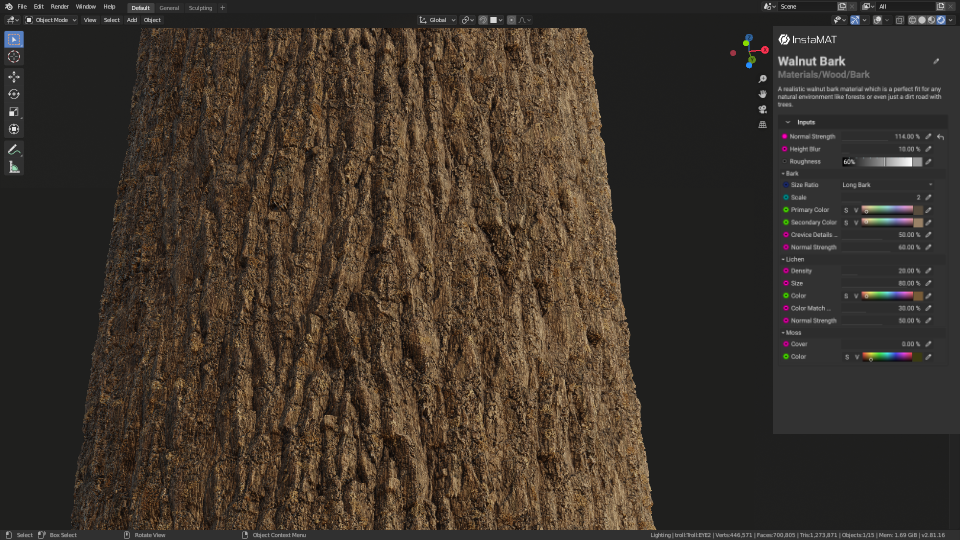 File Edit Render Window Help
Default General Sculpting +
Scene
All
Object Mode View Select Add Object
Global
InstaMAT
Walnut Bark
Materials/Wood/Bark
A realistic walnut bark material which is a perfect fit for any
natural environment like forests or even just a dirt road with
trees.
Inputs
Normal Strength 114.00 %
Height Blur 10.00 %
Roughness 60%
Bark
Size Ratio Long Bark
Scale 2
Primary Color S V
Secondary Color S V
Crevice Details ... 50.00 %
Normal Strength 60.00 %
Lichen
Density 20.00 %
Size 80.00 %
Color S V
Color Match ... 30.00 %
Normal Strength 50.00 %
Moss
Cover 0.00 %
Color S V
Select Box Select Rotate View Object Context Menu
Lighting | troll:Troll:EYE2 | Verts:446,571 | Faces:700,805 | Tris:1,273,871 | Objects:1/15 | Mem: 1.69 GiB | v2.81.16